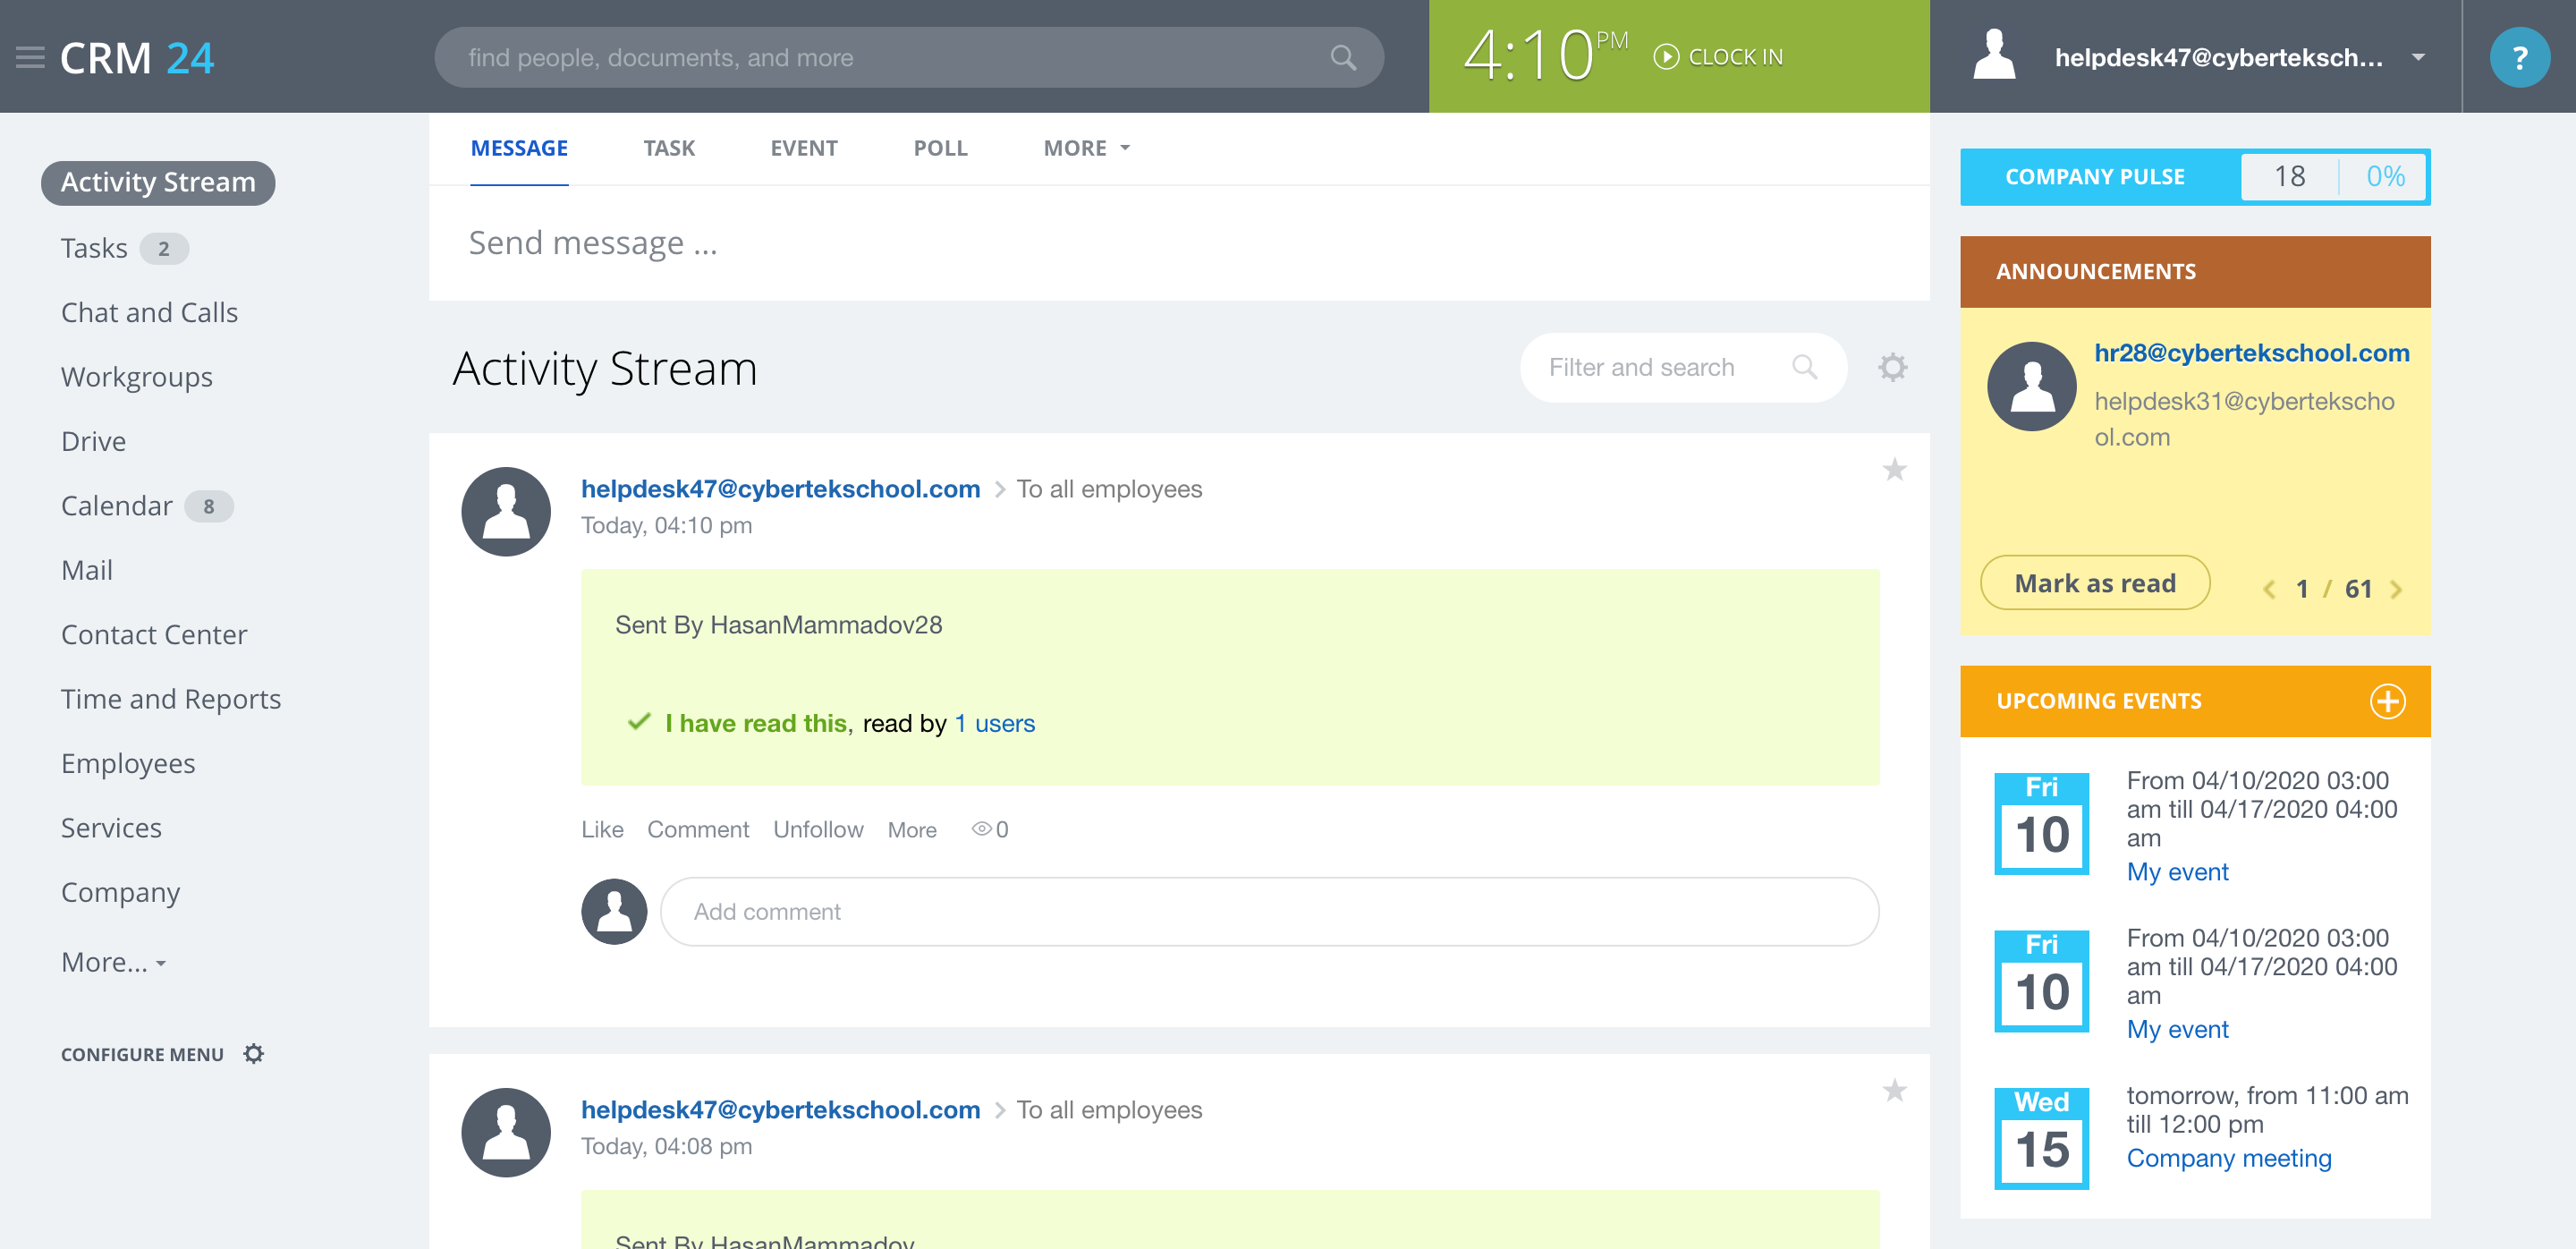 CRM 24
find people, documents, and more
4:10 PM
CLOCK IN
helpdesk47@cyberteksch...
?
Activity Stream
Tasks 2
Chat and Calls
Workgroups
Drive
Calendar 8
Mail
Contact Center
Time and Reports
Employees
Services
Company
More...
CONFIGURE MENU
MESSAGE TASK EVENT POLL MORE
Send message ...
Activity Stream
Filter and search
helpdesk47@cybertekschool.com > To all employees
Today, 04:10 pm
Sent By HasanMammadov28
I have read this, read by 1 users
Like Comment Unfollow More 0
Add comment
helpdesk47@cybertekschool.com > To all employees
Today, 04:08 pm
Sent By HasanMammadov
COMPANY PULSE 18 0%
ANNOUNCEMENTS
hr28@cybertekschool.com
helpdesk31@cybertekscho
ol.com
Mark as read
1 / 61
UPCOMING EVENTS
Fri
10
From 04/10/2020 03:00
am till 04/17/2020 04:00
am
My event
Fri
10
From 04/10/2020 03:00
am till 04/17/2020 04:00
am
My event
Wed
15
tomorrow, from 11:00 am
till 12:00 pm
Company meeting